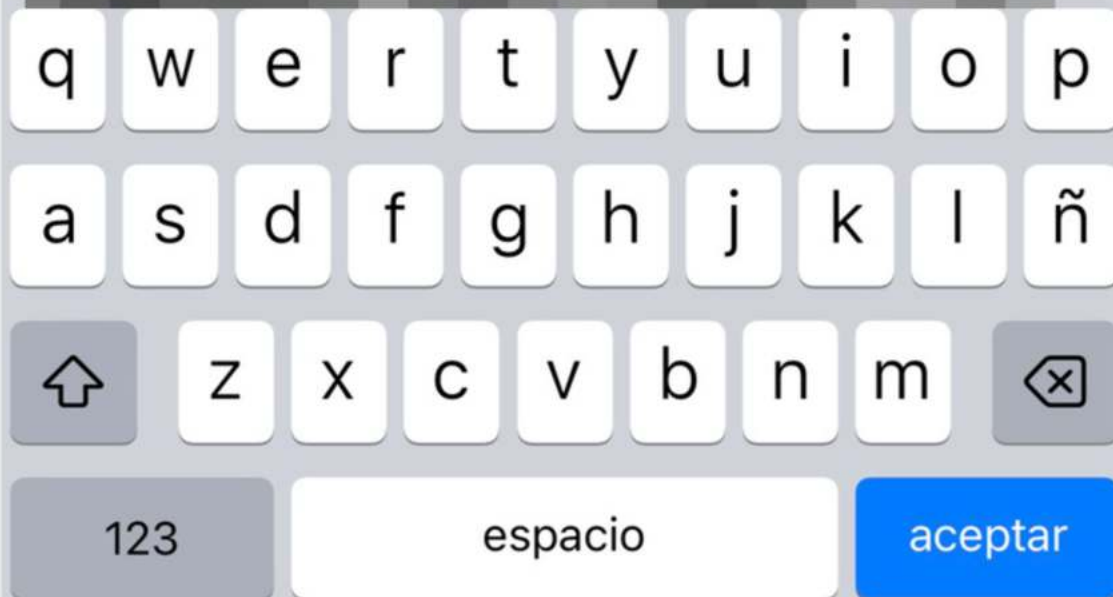 q w e r t y u i o p
a s d f g h j k l ñ
z x c v b n m
123 espacio aceptar